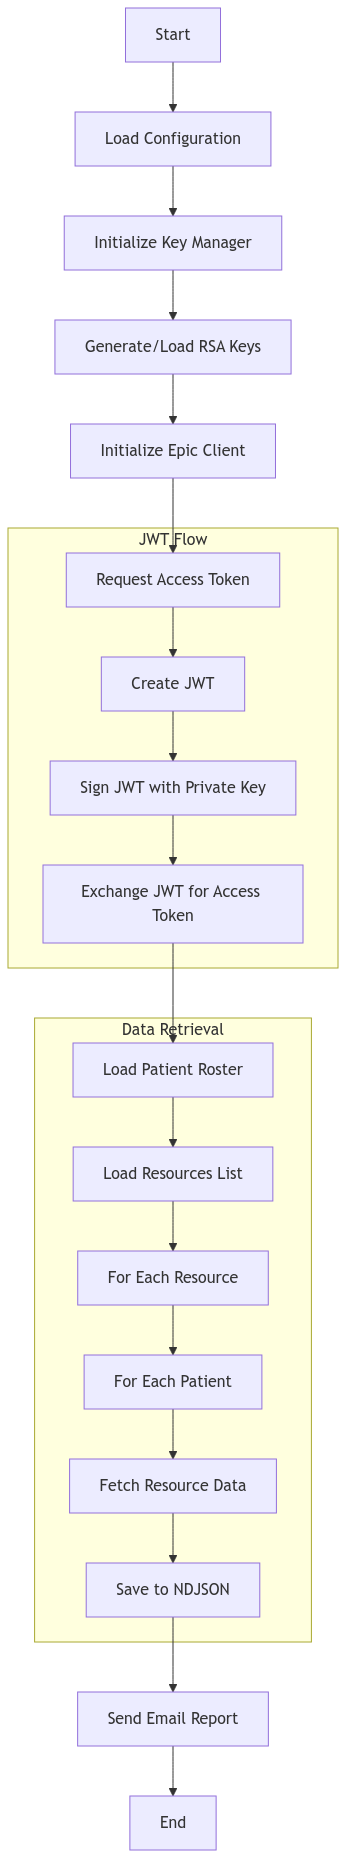 Start
Load Configuration
Initialize Key Manager
Generate/Load RSA Keys
Initialize Epic Client
JWT Flow
Request Access Token
Create JWT
Sign JWT with Private Key
Exchange JWT for Access
Token
Data Retrieval
Load Patient Roster
Load Resources List
For Each Resource
For Each Patient
Fetch Resource Data
Save to NDJSON
Send Email Report
End